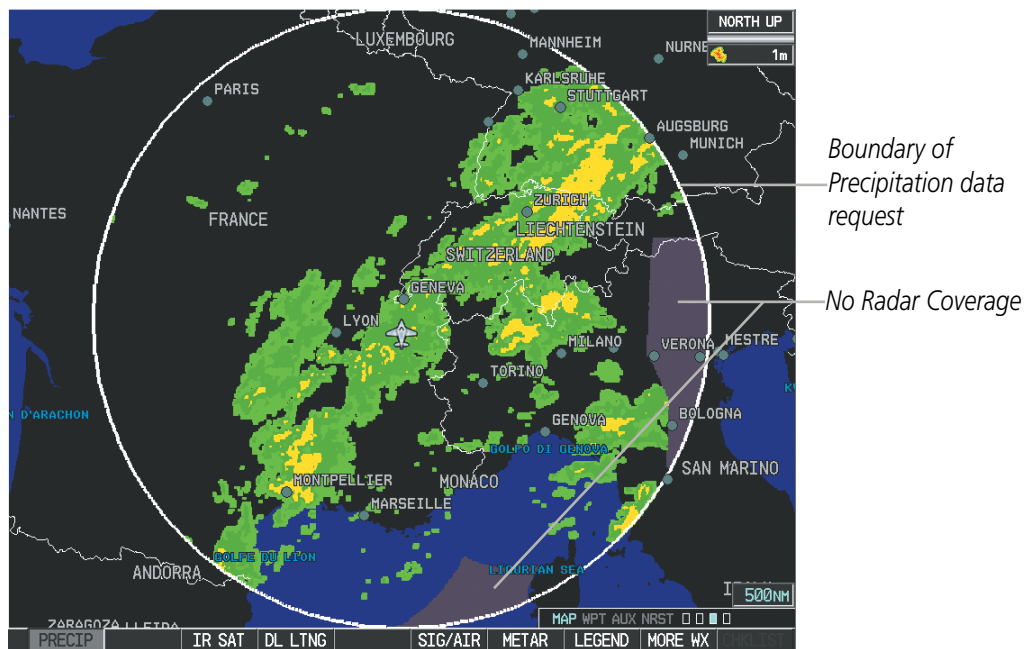 NORTH UP
LUXEMBOURG
MANNHEIM
1m
KARLSRUHE
PARIS
STUTTGART
AUGSBURG
MUNICH
Boundary of
Precipitation data
request
NANTES
FRANCE
ZURICH
LIECHTENSTEIN
SWITZERLAND
GENEVA
No Radar Coverage
LYON
MILANO
VERONA
MESTRE
TORINO
GENOVA
BOLOGNA
GOLFO DI GENOVA
SAN MARINO
MONTPELLIER
MONACO
MARSEILLE
GOLFE DU LION
LIGURIAN SEA
ANDORRA
500NM
MAP WPT AUX NRST
ZARAGOZA
PRECIP IR SAT DL LTNG SIG/AIR METAR LEGEND MORE WX CHKLIST